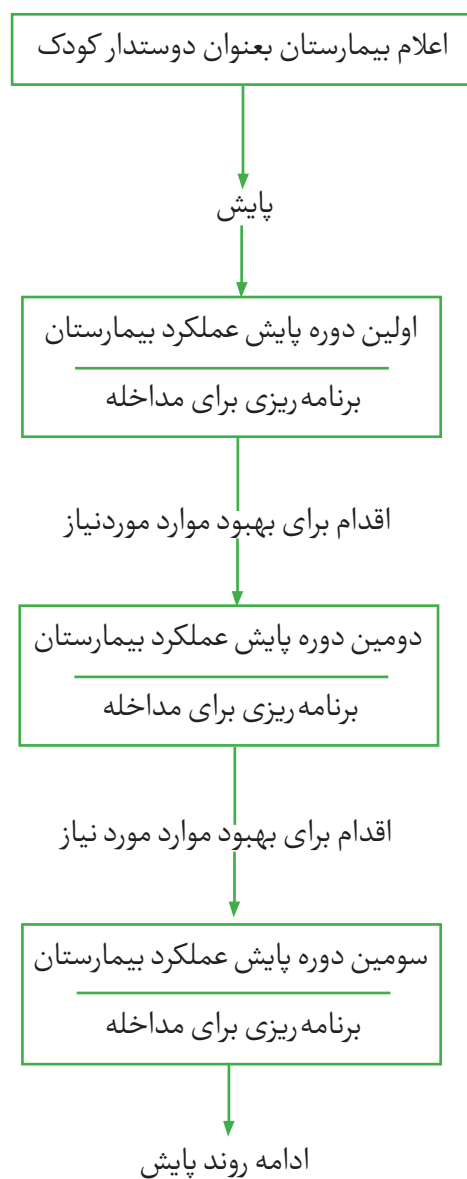 اعلام بیمارستان بعنوان دوستدار کودک
پایش
اولین دوره پایش عملکرد بیمارستان
برنامه ریزی برای مداخله
اقدام برای بهبود موارد موردنیاز
دومین دوره پایش عملکرد بیمارستان
برنامه ریزی برای مداخله
اقدام برای بهبود موارد مورد نیاز
سومین دوره پایش عملکرد بیمارستان
برنامه ریزی برای مداخله
ادامه روند پایش